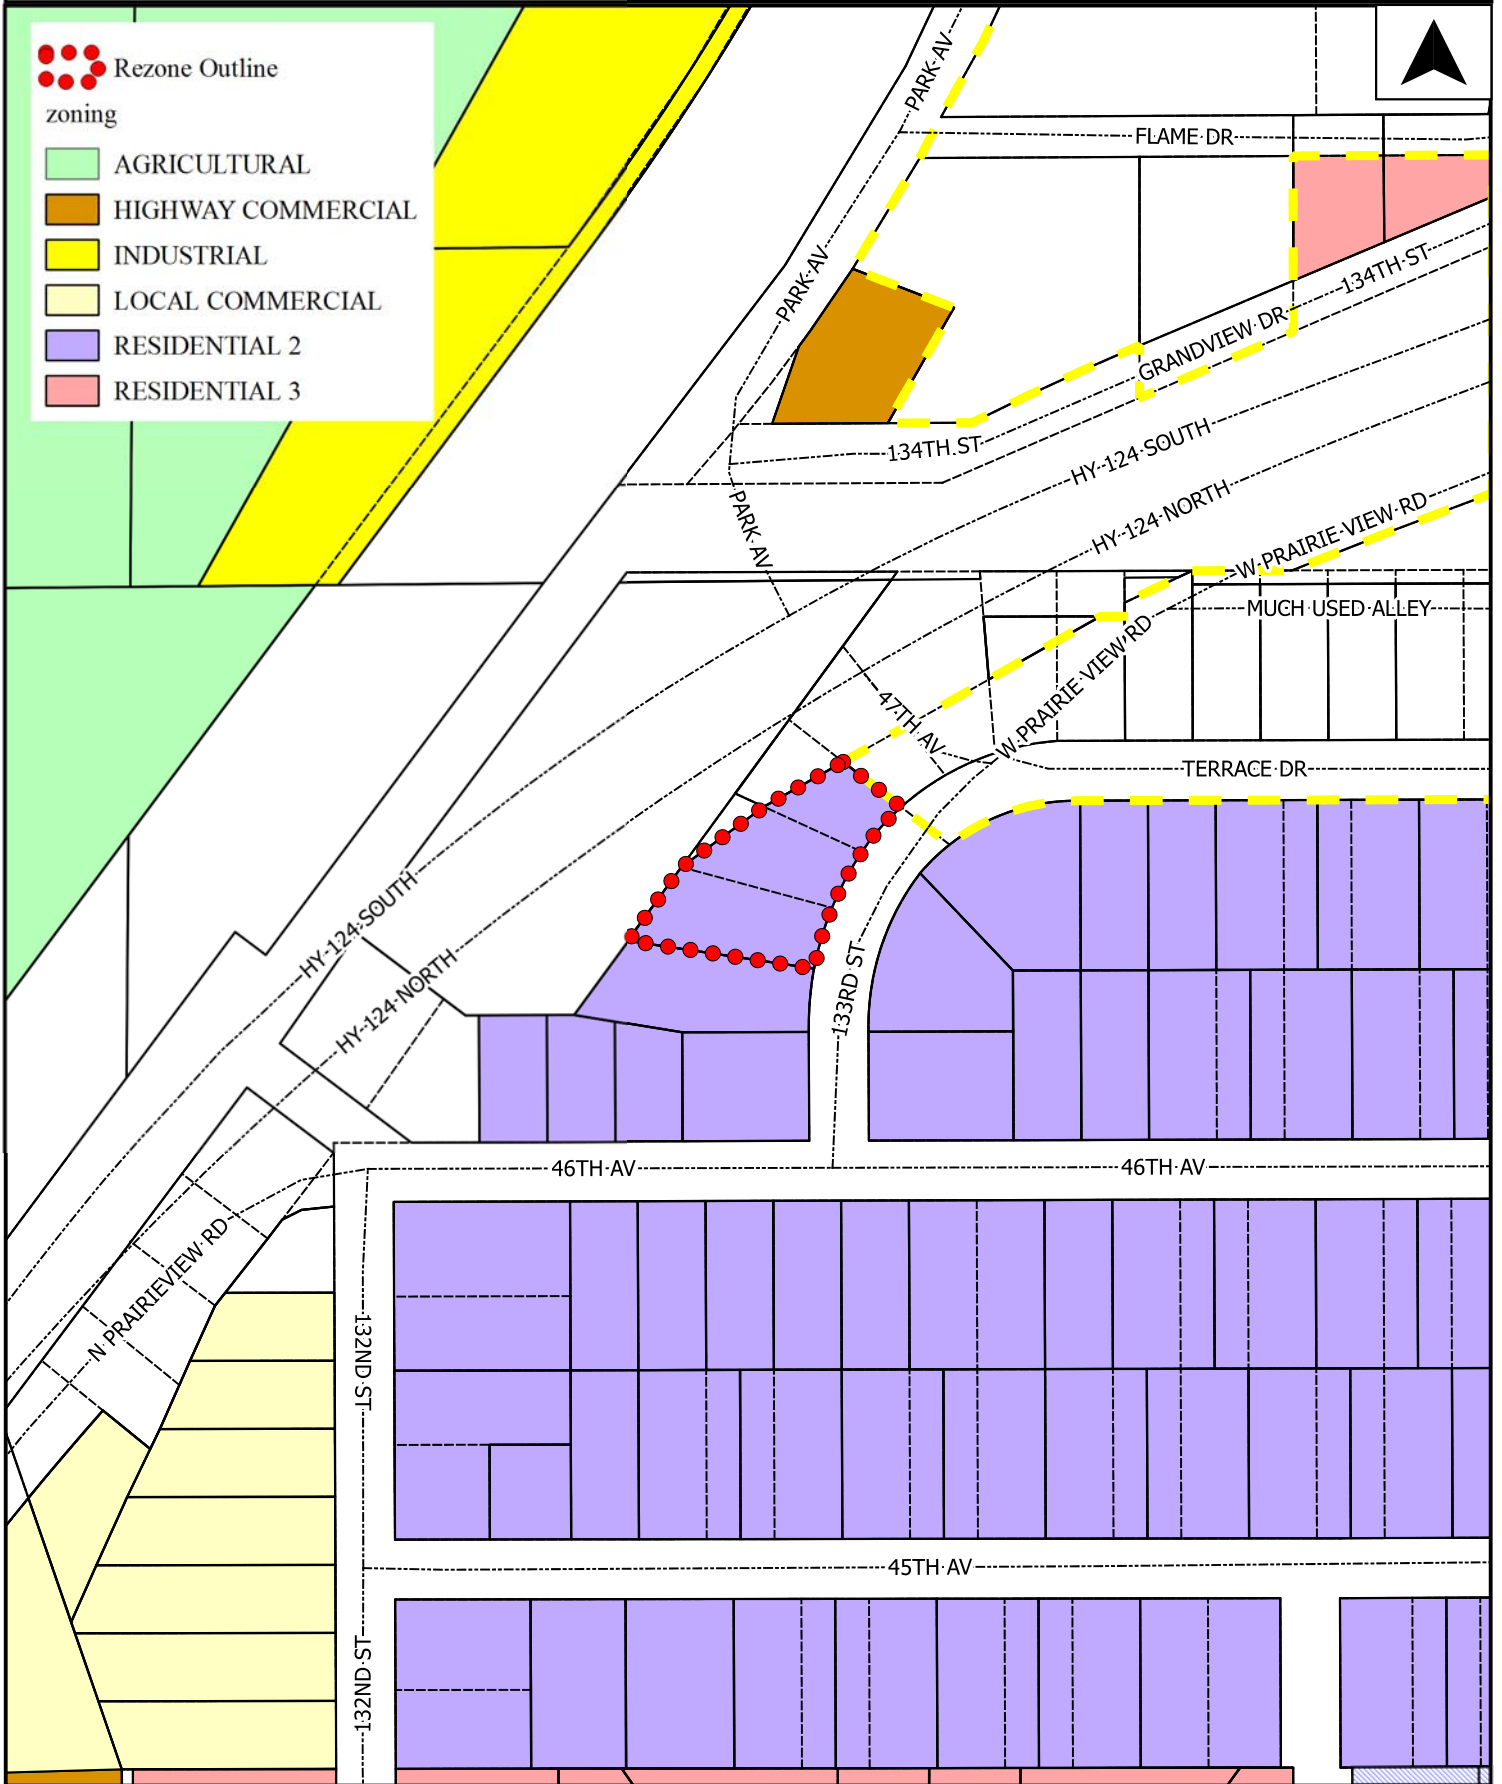 Rezone Outline
zoning
AGRICULTURAL
HIGHWAY COMMERCIAL
INDUSTRIAL
LOCAL COMMERCIAL
RESIDENTIAL 2
RESIDENTIAL 3
PARK AV
FLAME DR
PARK AV
134TH ST
GRANDVIEW DR
134TH ST
HY-124 SOUTH
HY-124 NORTH
PARK AV
W PRAIRIE VIEW RD
MUCH USED ALLEY
W PRAIRIE VIEW RD
47TH AV
TERRACE DR
HY-124 SOUTH
HY-124 NORTH
133RD ST
46TH AV
46TH AV
N PRAIRIEVIEW RD
132ND ST
45TH AV
132ND ST